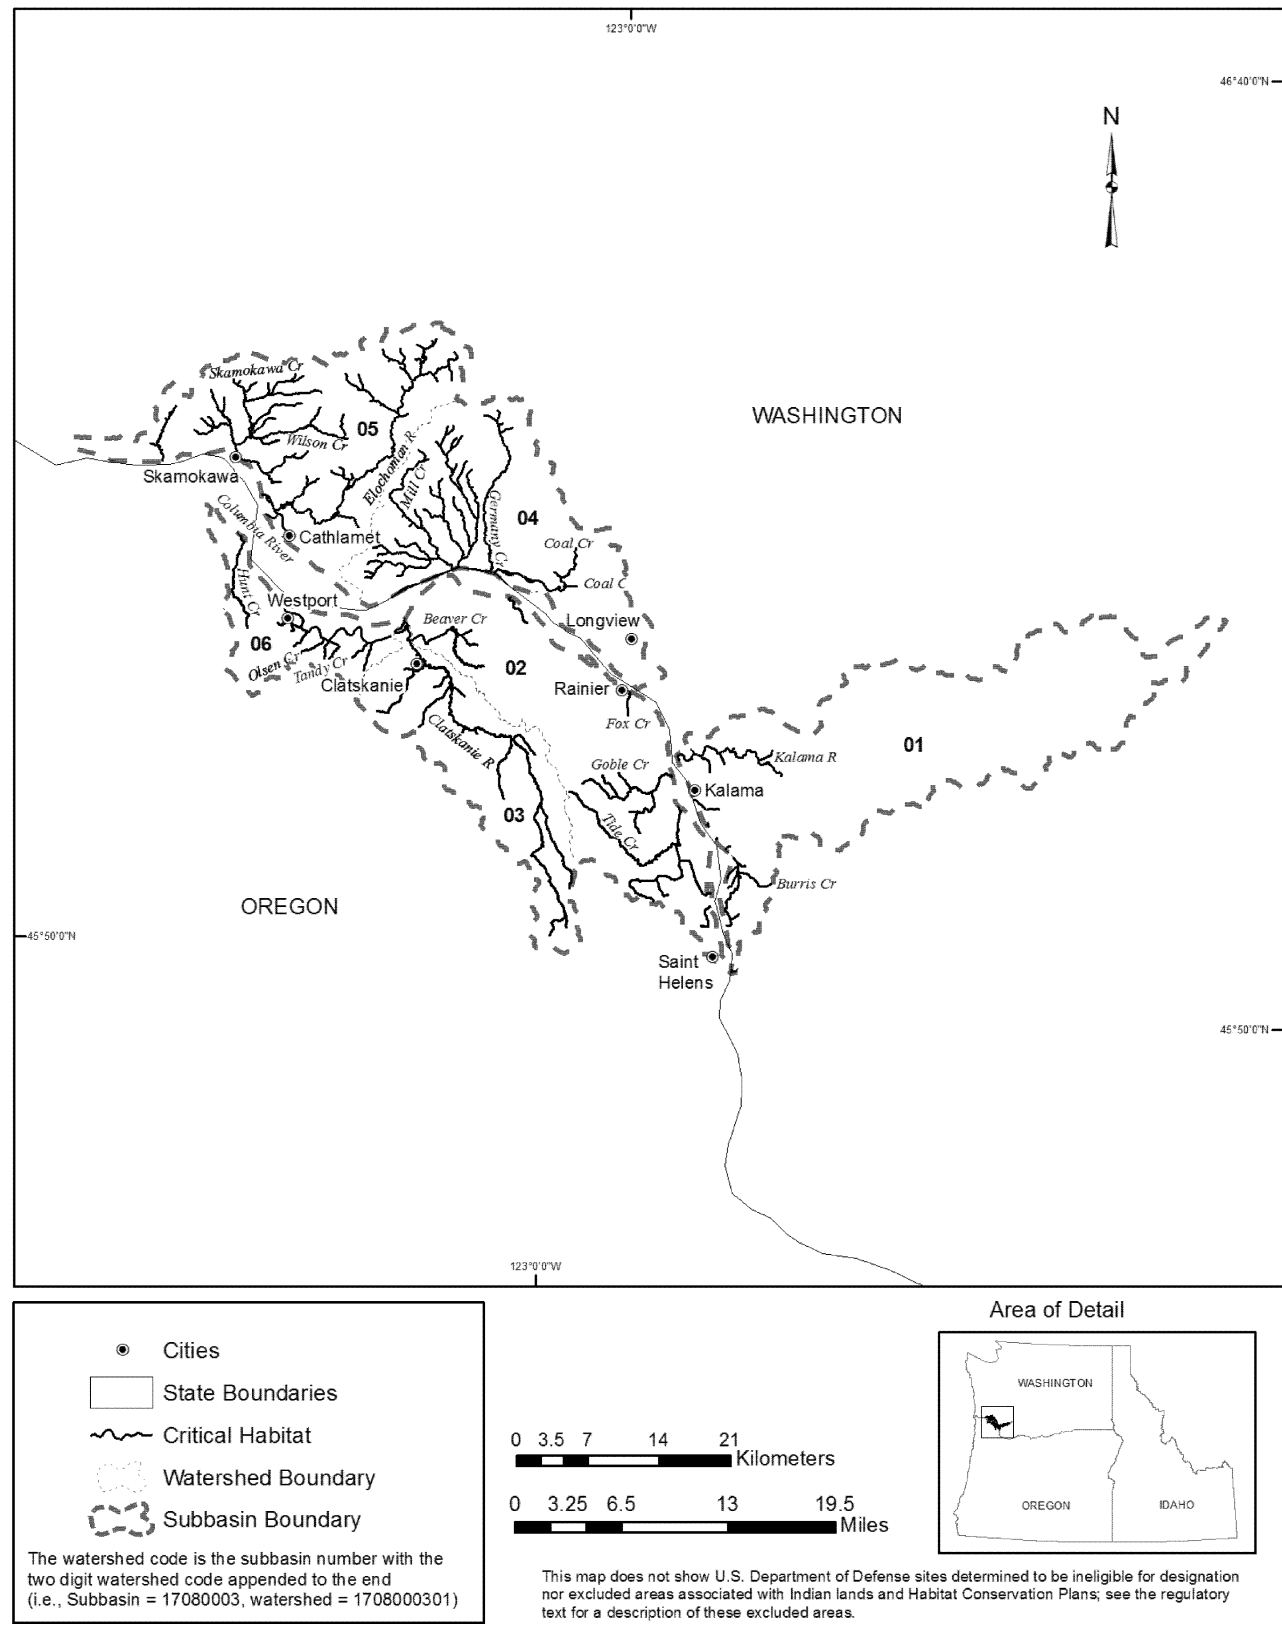 123°0'0"W
46°40'0"N
N
WASHINGTON
Skamokawa Cr
05
Wilson Cr
Elochoman R
Mill Cr
Skamokawa
Germany Cr
04
Columbia River
Cathlamet
Coal Cr
Coal C
Hunt Cr
Westport
Beaver Cr
Longview
06
Olsen Cr
Tandy Cr
02
Clatskanie
Rainier
Fox Cr
Clatskanie R
01
Kalama R
Goble Cr
Kalama
03
Tide Cr
Burris Cr
OREGON
45°50'0"N
Saint
Helens
45°50'0"N
123°0'0"W
Cities
State Boundaries
Critical Habitat
Watershed Boundary
Subbasin Boundary
The watershed code is the subbasin number with the
two digit watershed code appended to the end
(i.e., Subbasin = 17080003, watershed = 1708000301)
0 3.5 7 14 21
Kilometers
0 3.25 6.5 13 19.5
Miles
Area of Detail
WASHINGTON
OREGON
IDAHO
This map does not show U.S. Department of Defense sites determined to be ineligible for designation
nor excluded areas associated with Indian lands and Habitat Conservation Plans; see the regulatory
text for a description of these excluded areas.